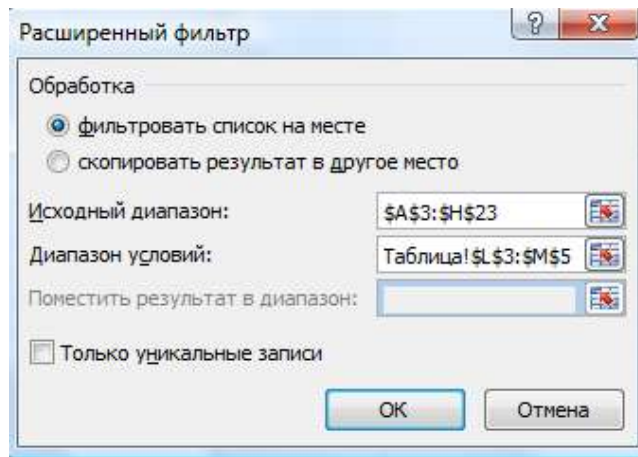 Расширенный фильтр
Обработка
фильтровать список на месте
скопировать результат в другое место
Исходный диапазон: $A$3:$H$23
Диапазон условий: Таблица!$L$3:$M$5
Поместить результат в диапазон:
Только уникальные записи
ОК Отмена